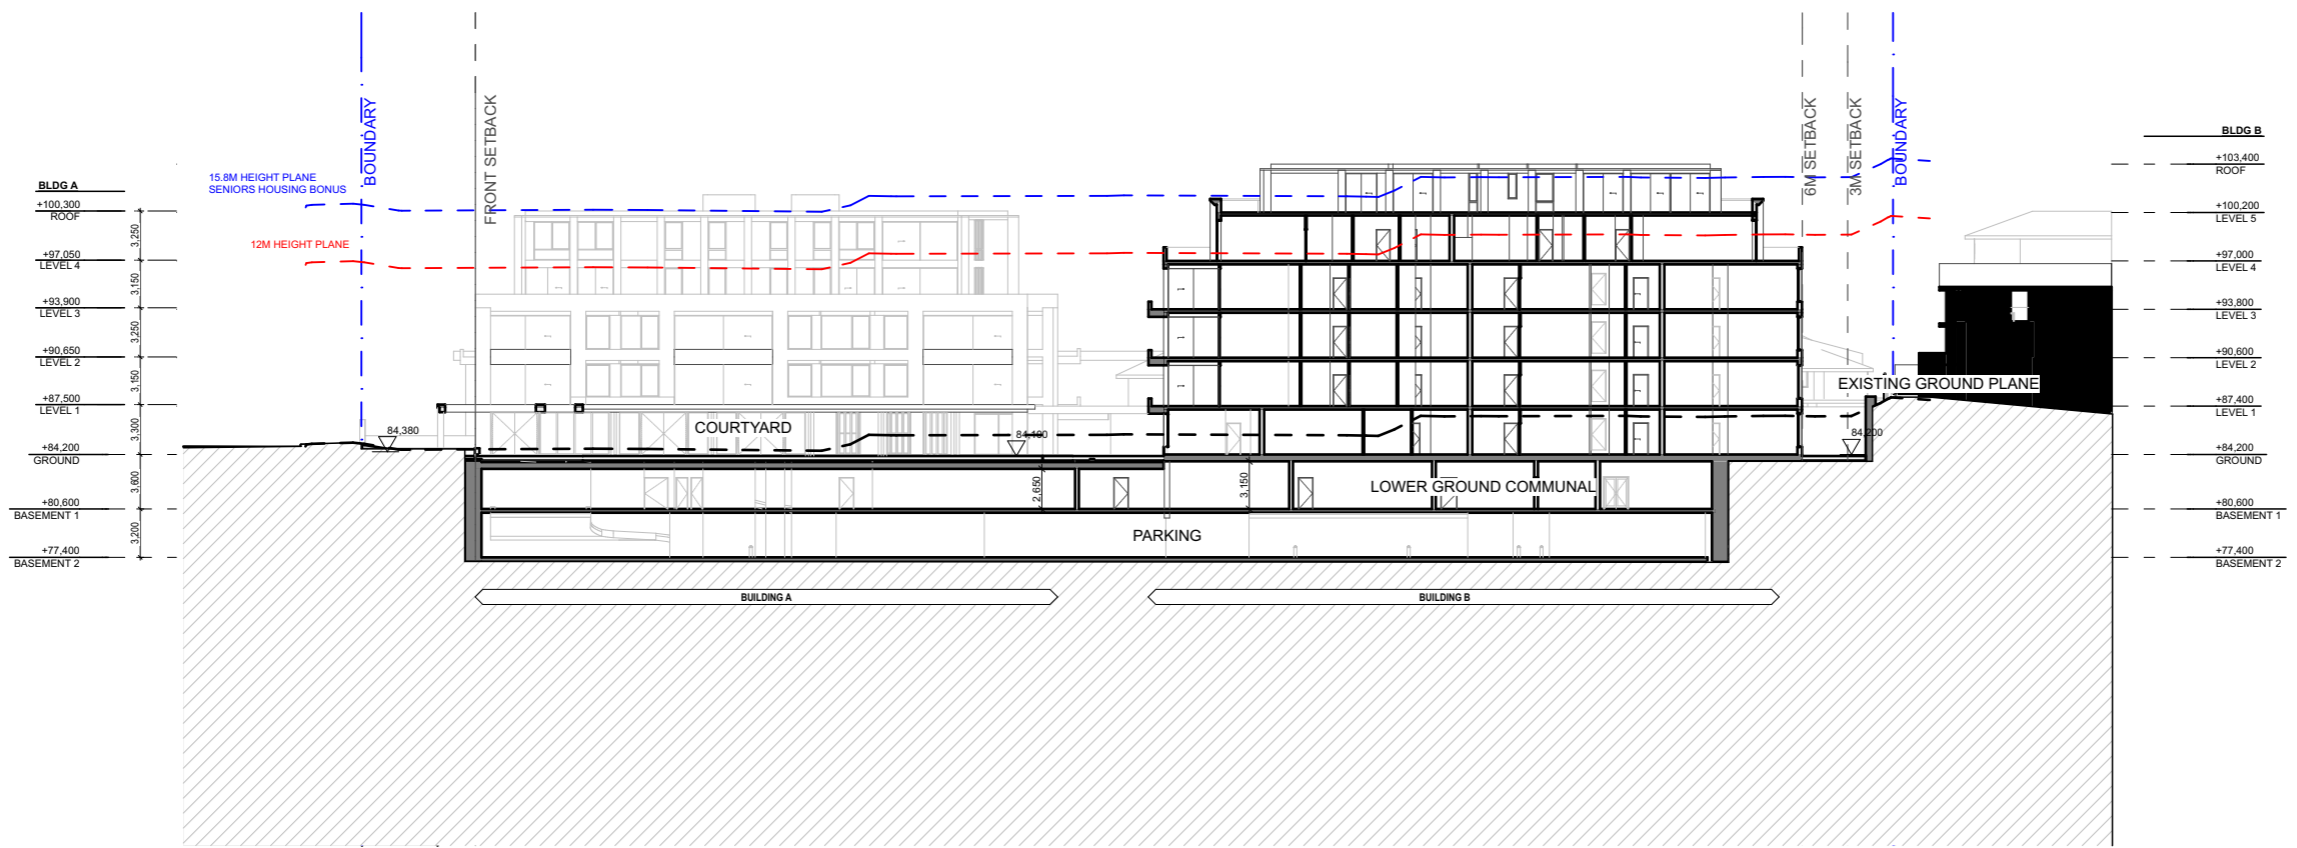 BOUNDARY
FRONT SETBACK
6M SETBACK
3M SETBACK
BOUNDARY
15.8M HEIGHT PLANE
SENIORS HOUSING BONUS
12M HEIGHT PLANE
BLDG A
+100,300
ROOF
3,250
+97,050
LEVEL 4
3,150
+93,900
LEVEL 3
3,250
+90,650
LEVEL 2
3,150
+87,500
LEVEL 1
3,300
+84,200
GROUND
3,600
+80,600
BASEMENT 1
3,200
+77,400
BASEMENT 2
BLDG B
+103,400
ROOF
+100,200
LEVEL 5
+97,000
LEVEL 4
+93,800
LEVEL 3
+90,600
LEVEL 2
+87,400
LEVEL 1
+84,200
GROUND
+80,600
BASEMENT 1
+77,400
BASEMENT 2
EXISTING GROUND PLANE
84,380
COURTYARD
84,100
84,200
2,650
3,150
LOWER GROUND COMMUNAL
PARKING
BUILDING A
BUILDING B